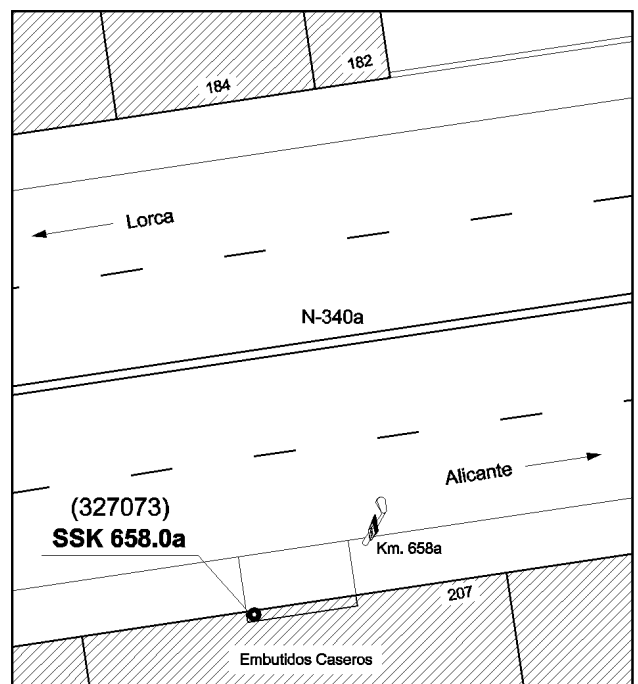 182
184
Lorca
N-340a
Alicante
(327073)
SSK 658.0a
Km. 658a
207
Embutidos Caseros